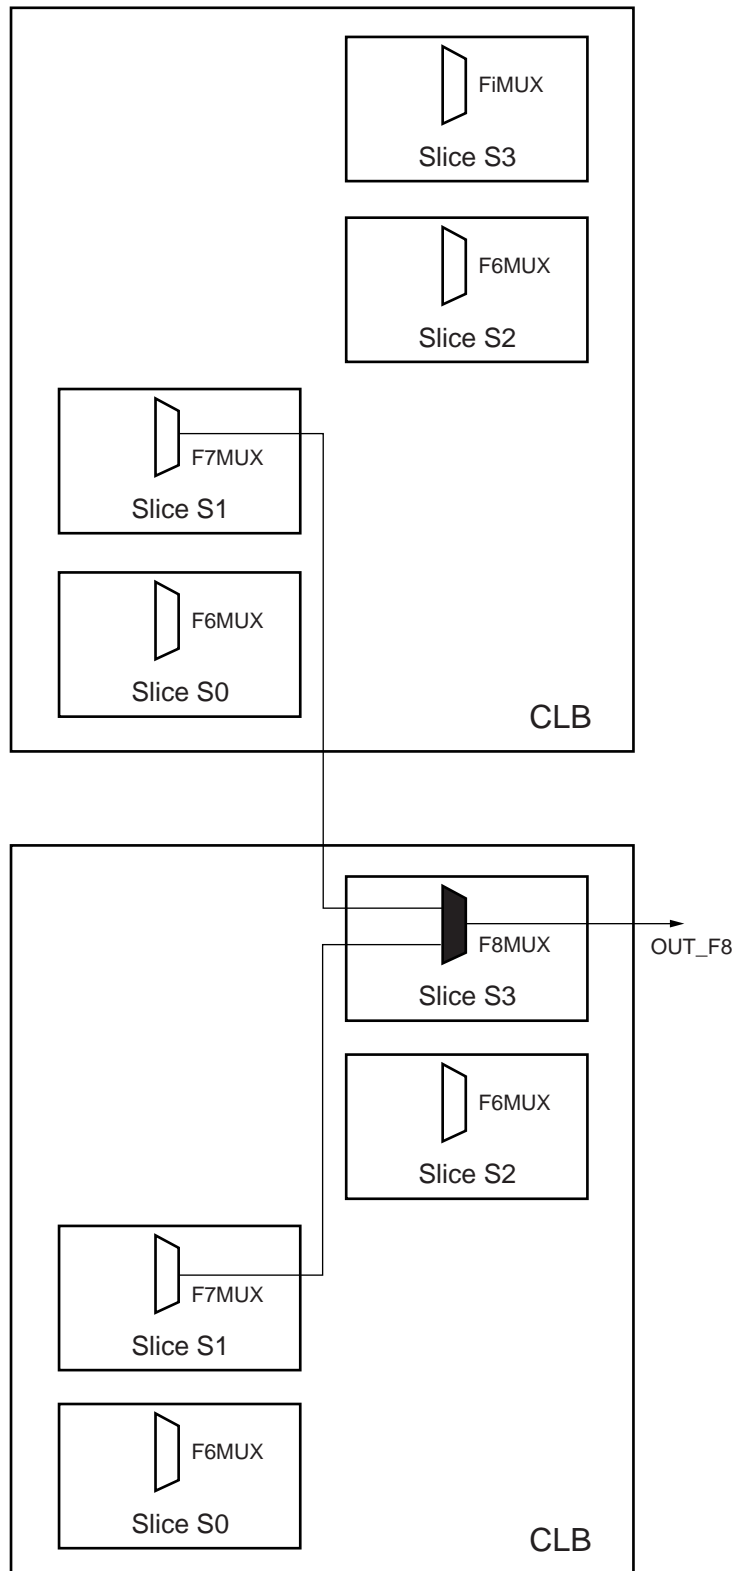 FiMUX
Slice S3
F6MUX
Slice S2
F7MUX
Slice S1
F6MUX
Slice S0
CLB
F8MUX
OUT_F8
Slice S3
F6MUX
Slice S2
F7MUX
Slice S1
F6MUX
Slice S0
CLB